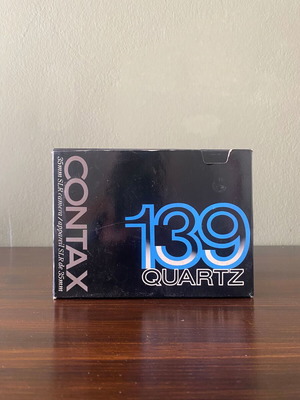 CONTAX
35mm SLR camera / appareil SLR de 35mm
139
QUARTZ